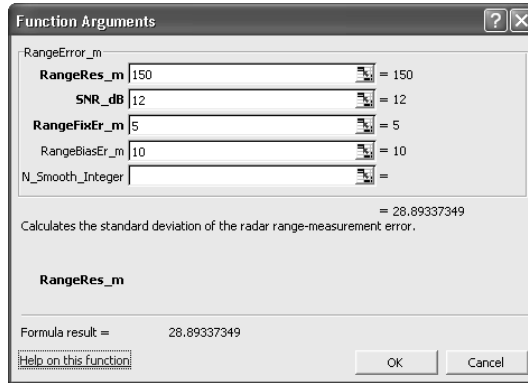 Function Arguments
RangeError_m
RangeRes_m 150 = 150
SNR_dB 12 = 12
RangeFixEr_m 5 = 5
RangeBiasEr_m 10 = 10
N_Smooth_Integer =
= 28.89337349
Calculates the standard deviation of the radar range-measurement error.
RangeRes_m
Formula result = 28.89337349
Help on this function OK Cancel